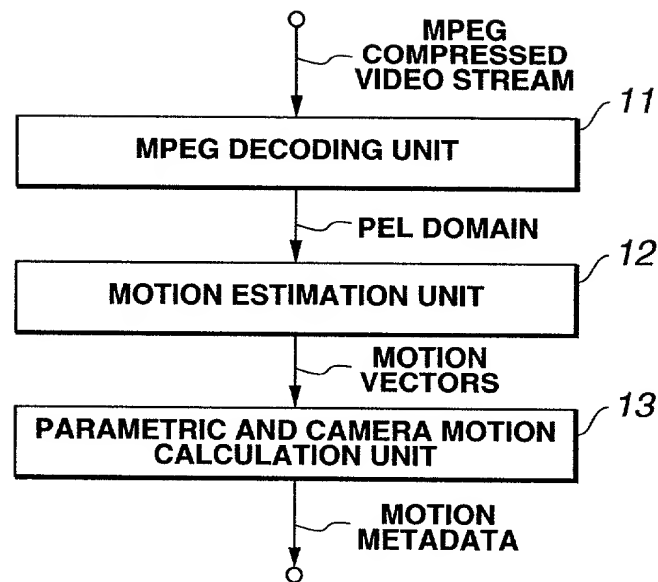 MPEG
COMPRESSED
VIDEO STREAM
11
MPEG DECODING UNIT
PEL DOMAIN
12
MOTION ESTIMATION UNIT
MOTION
VECTORS
13
PARAMETRIC AND CAMERA MOTION
CALCULATION UNIT
MOTION
METADATA